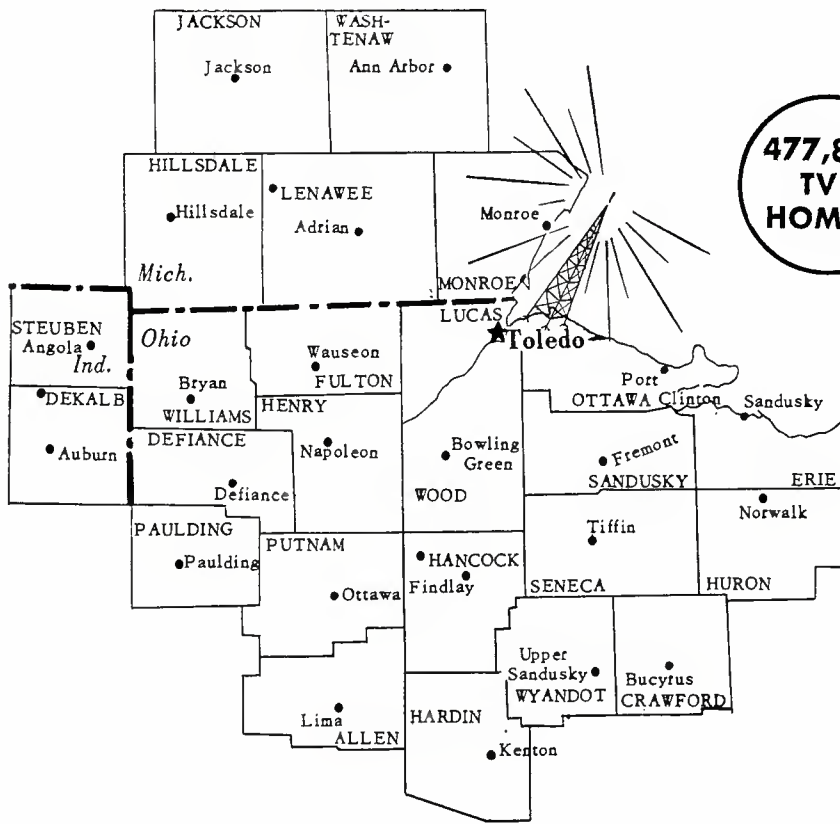 JACKSON
Jackson
WASH-
TENAW
Ann Arbor
477,8
TV
HOM
HILLSDALE
Hillsdale
LENAWEE
Adrian
Monroe
MONROE
Mich.
LUCAS
Toledo
STEUBEN
Angola
Ind.
Ohio
Bryan
WILLIAMS
Wauseon
FULTON
HENRY
Napoleon
Port
Clinton
OTTAWA
Sandusky
DEKALB
Auburn
DEFIANCE
Defiance
Bowling
Green
WOOD
Fremont
SANDUSKY
ERIE
Norwalk
PAULDING
Paulding
PUTNAM
Ottawa
HANCOCK
Findlay
Tiffin
SENECA
HURON
Upper
Sandusky
WYANDOT
Bucyrus
CRAWFORD
Lima
ALLEN
HARDIN
Kenton